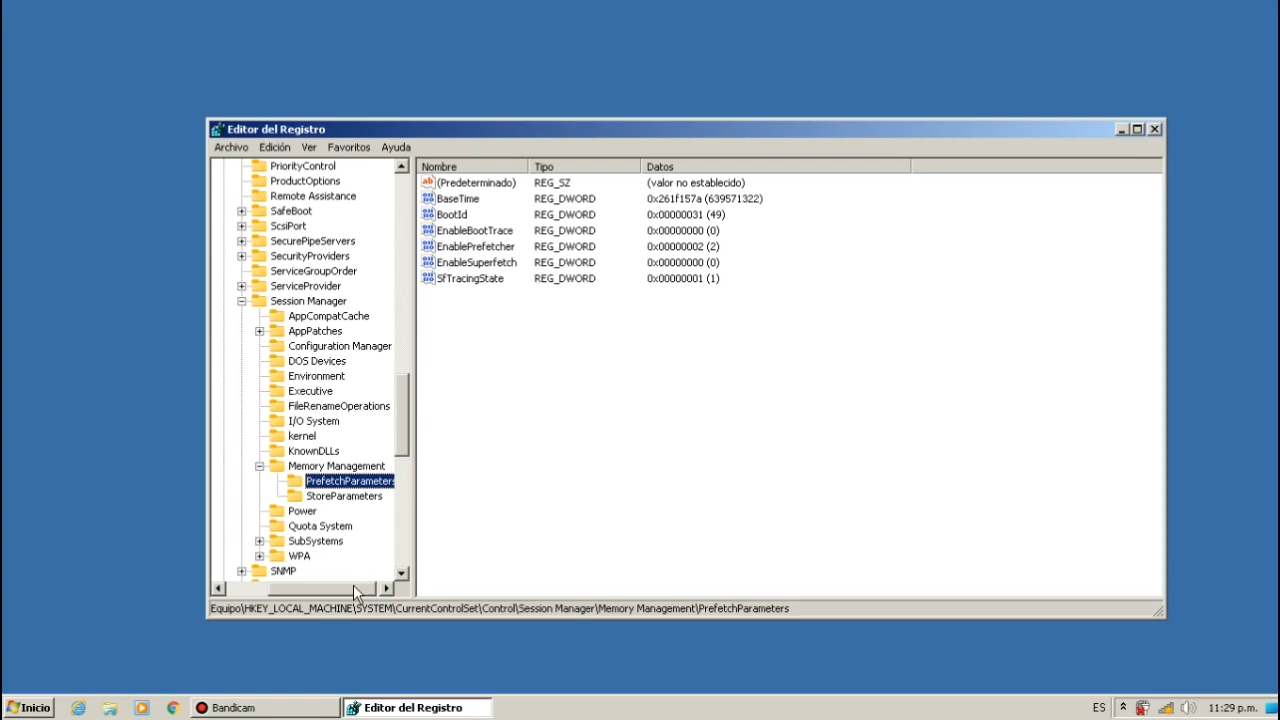 Editor del Registro
Archivo Edición Ver Favoritos Ayuda
PriorityControl
ProductOptions
Remote Assistance
SafeBoot
ScsiPort
SecurePipeServers
SecurityProviders
ServiceGroupOrder
ServiceProvider
Session Manager
AppCompatCache
AppPatches
Configuration Manager
DOS Devices
Environment
Executive
FileRenameOperations
I/O System
kernel
KnownDLLs
Memory Management
PrefetchParameters
StoreParameters
Power
Quota System
SubSystems
WPA
SNMP
Nombre Tipo Datos
(Predeterminado) REG_SZ (valor no establecido)
BaseTime REG_DWORD 0x261f157a (639571322)
BootId REG_DWORD 0x00000031 (49)
EnableBootTrace REG_DWORD 0x00000000 (0)
EnablePrefetcher REG_DWORD 0x00000002 (2)
EnableSuperfetch REG_DWORD 0x00000000 (0)
SfTracingState REG_DWORD 0x00000001 (1)
Equipo\HKEY_LOCAL_MACHINE\SYSTEM\CurrentControlSet\Control\Session Manager\Memory Management\PrefetchParameters
Inicio Bandicam Editor del Registro ES 11:29 p.m.